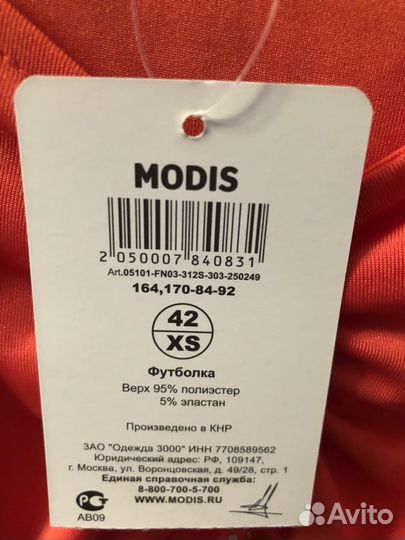 MODIS
2 050007 840831
Art.05101-FN03-312S-303-250249
164,170-84-92
42
XS
Футболка
Верх 95% полиэстер
5% эластан
Произведено в КНР
ЗАО "Одежда 3000" ИНН 7708589562
Юридический адрес: РФ, 109147,
г. Москва, ул. Воронцовская, д. 49/28, стр. 1
Единая справочная служба:
8-800-700-5-700
WWW.MODIS.RU
АВ09
Avito